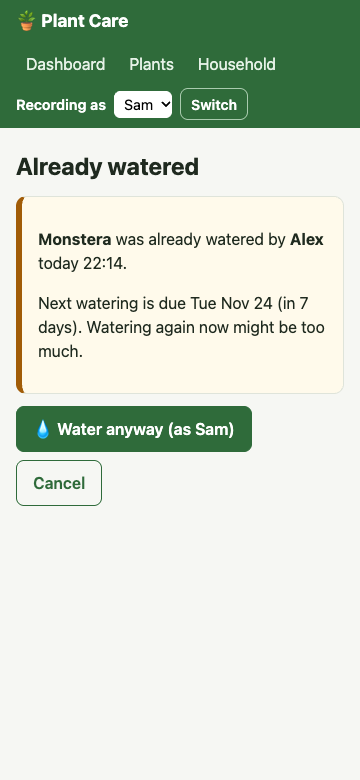 Plant Care
Dashboard Plants Household
Recording as Sam Switch
Already watered
Monstera was already watered by Alex
today 22:14.
Next watering is due Tue Nov 24 (in 7
days). Watering again now might be too
much.
Water anyway (as Sam)
Cancel